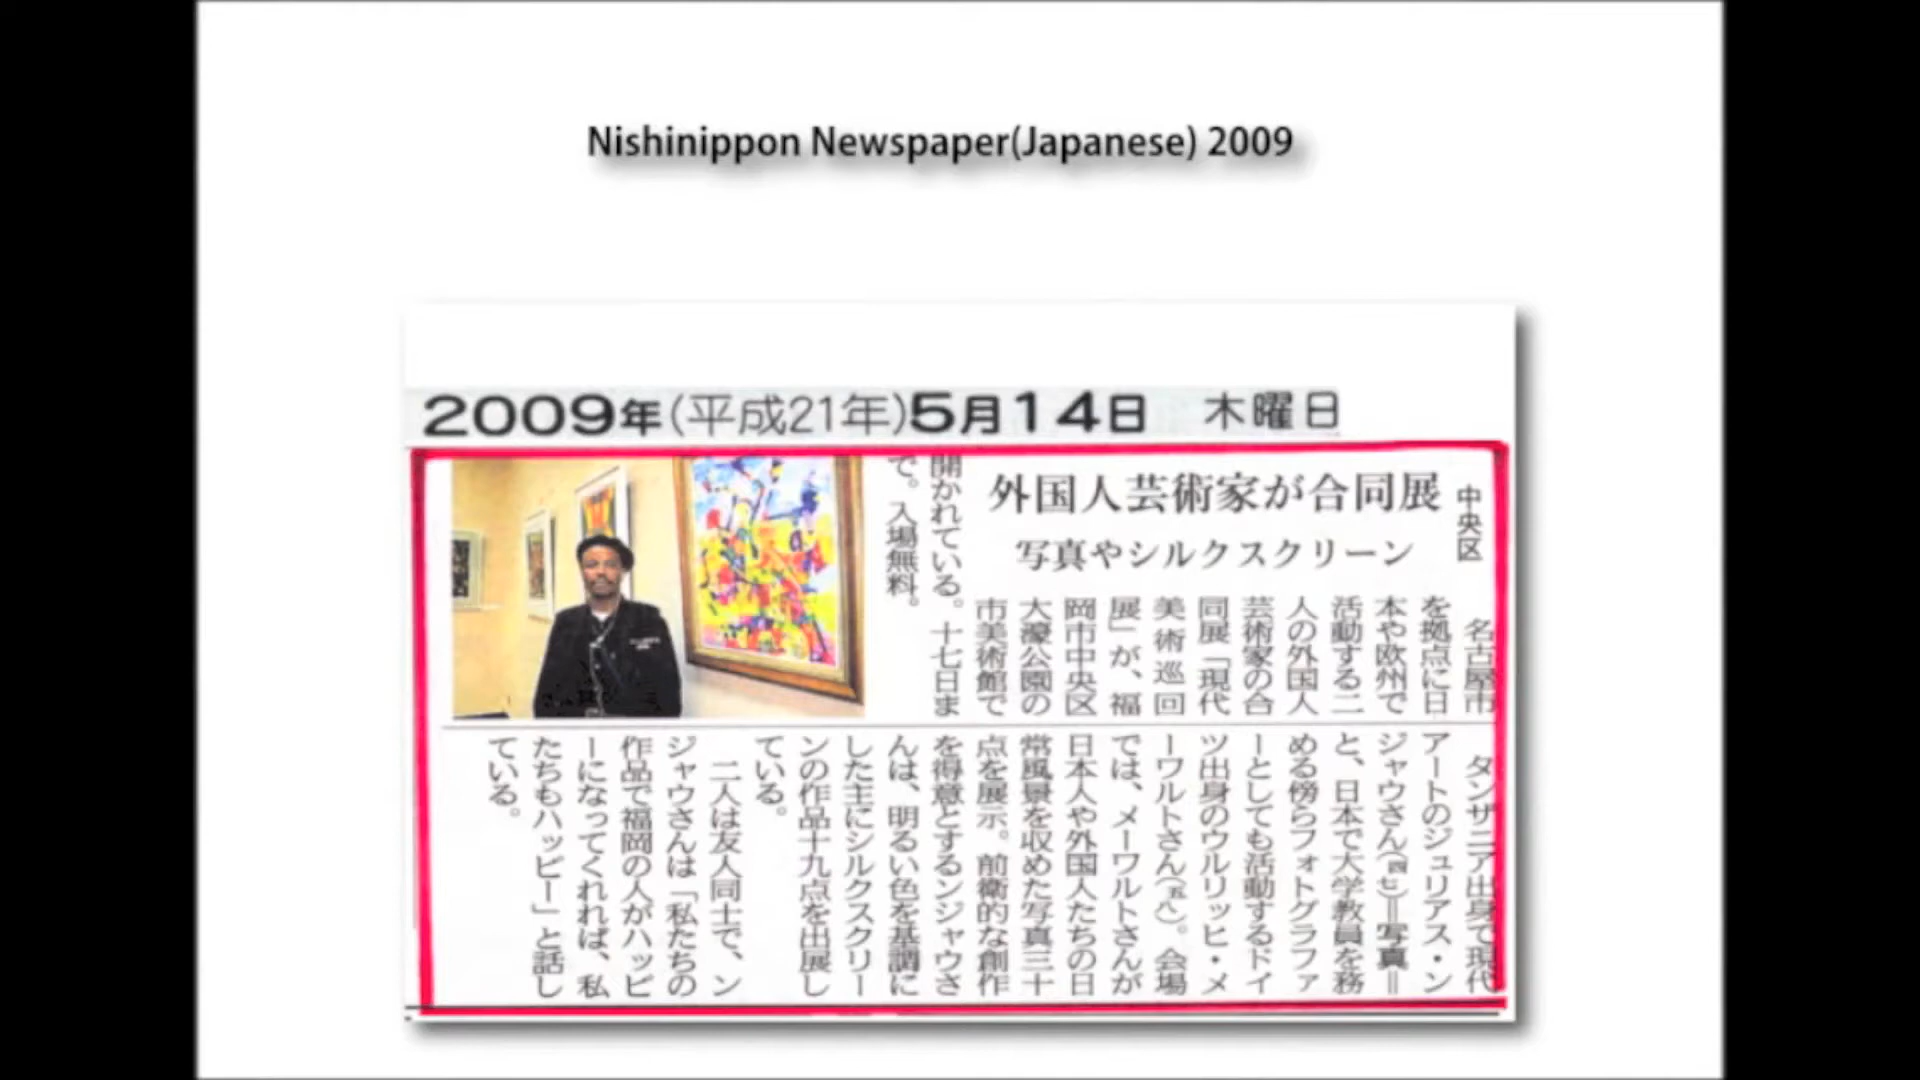 Nishinippon Newspaper(Japanese) 2009
2009年(平成21年)5月14日 木曜日
中央区
外国人芸術家が合同展
写真やシルクスクリーン
名古屋市
を拠点に日
本や欧州で
活動する二
人の外国人
芸術家の合
同展「現代
美術巡回
展」が、福
岡市中央区
大濠公園の
市美術館で
開かれている。十七日ま
で。入場無料。
タンザニア出身で現代
アートのジュリアス・ン
ジャウさん(四七)=写真=
と、日本で大学教員を務
める傍らフォトグラファ
ーとしても活動するドイ
ツ出身のウルリッヒ・メ
ーワルトさん(五八)。会場
では、メーワルトさんが
日本人や外国人たちの日
常風景を収めた写真三十
点を展示。前衛的な創作
を得意とするンジャウさ
んは、明るい色を基調に
した主にシルクスクリー
ンの作品十九点を出展し
ている。
二人は友人同士で、ン
ジャウさんは「私たちの
作品で福岡の人がハッピ
ーになってくれれば、私
たちもハッピー」と話し
ている。